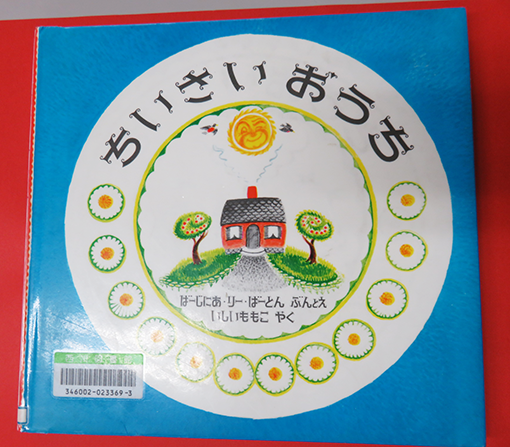 ちいさい おうち
ばーじにあ・りー・ばーとん ぶんとえ
いしいももこ やく
346002-023369-3